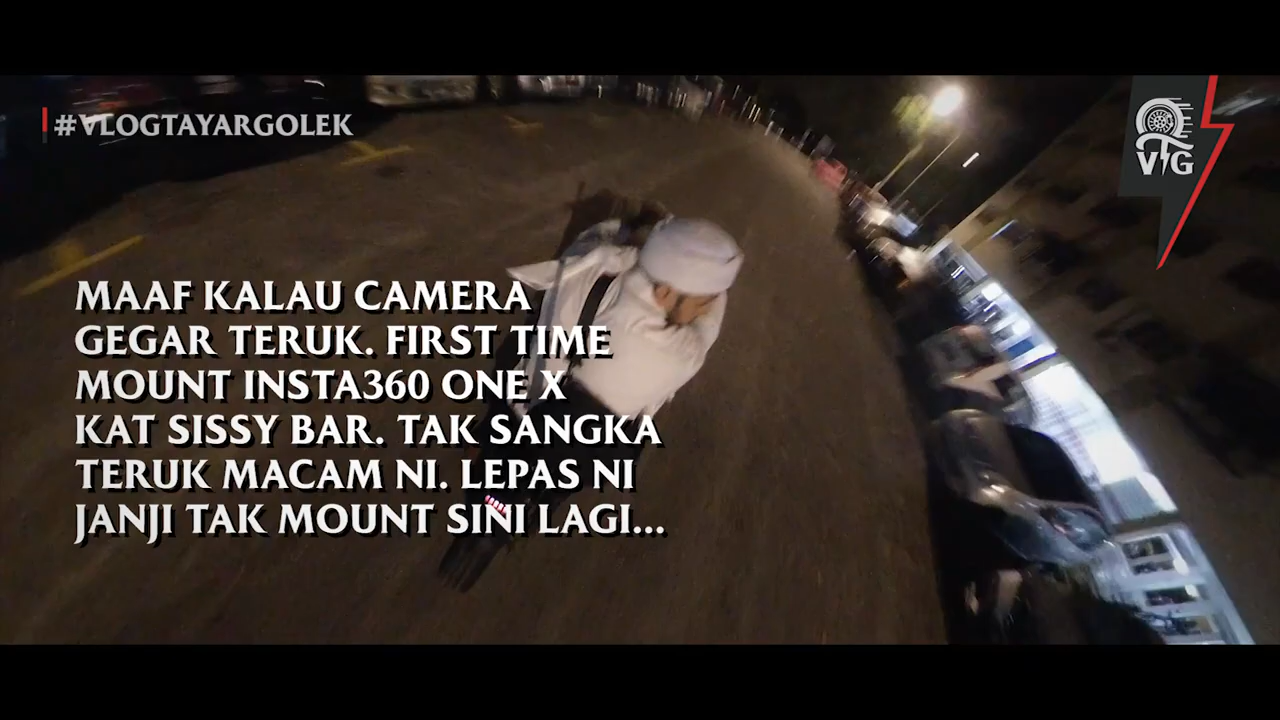 #VLOGTAYARGOLEK
VTG
MAAF KALAU CAMERA
GEGAR TERUK. FIRST TIME
MOUNT INSTA360 ONE X
KAT SISSY BAR. TAK SANGKA
TERUK MACAM NI. LEPAS NI
JANJI TAK MOUNT SINI LAGI...